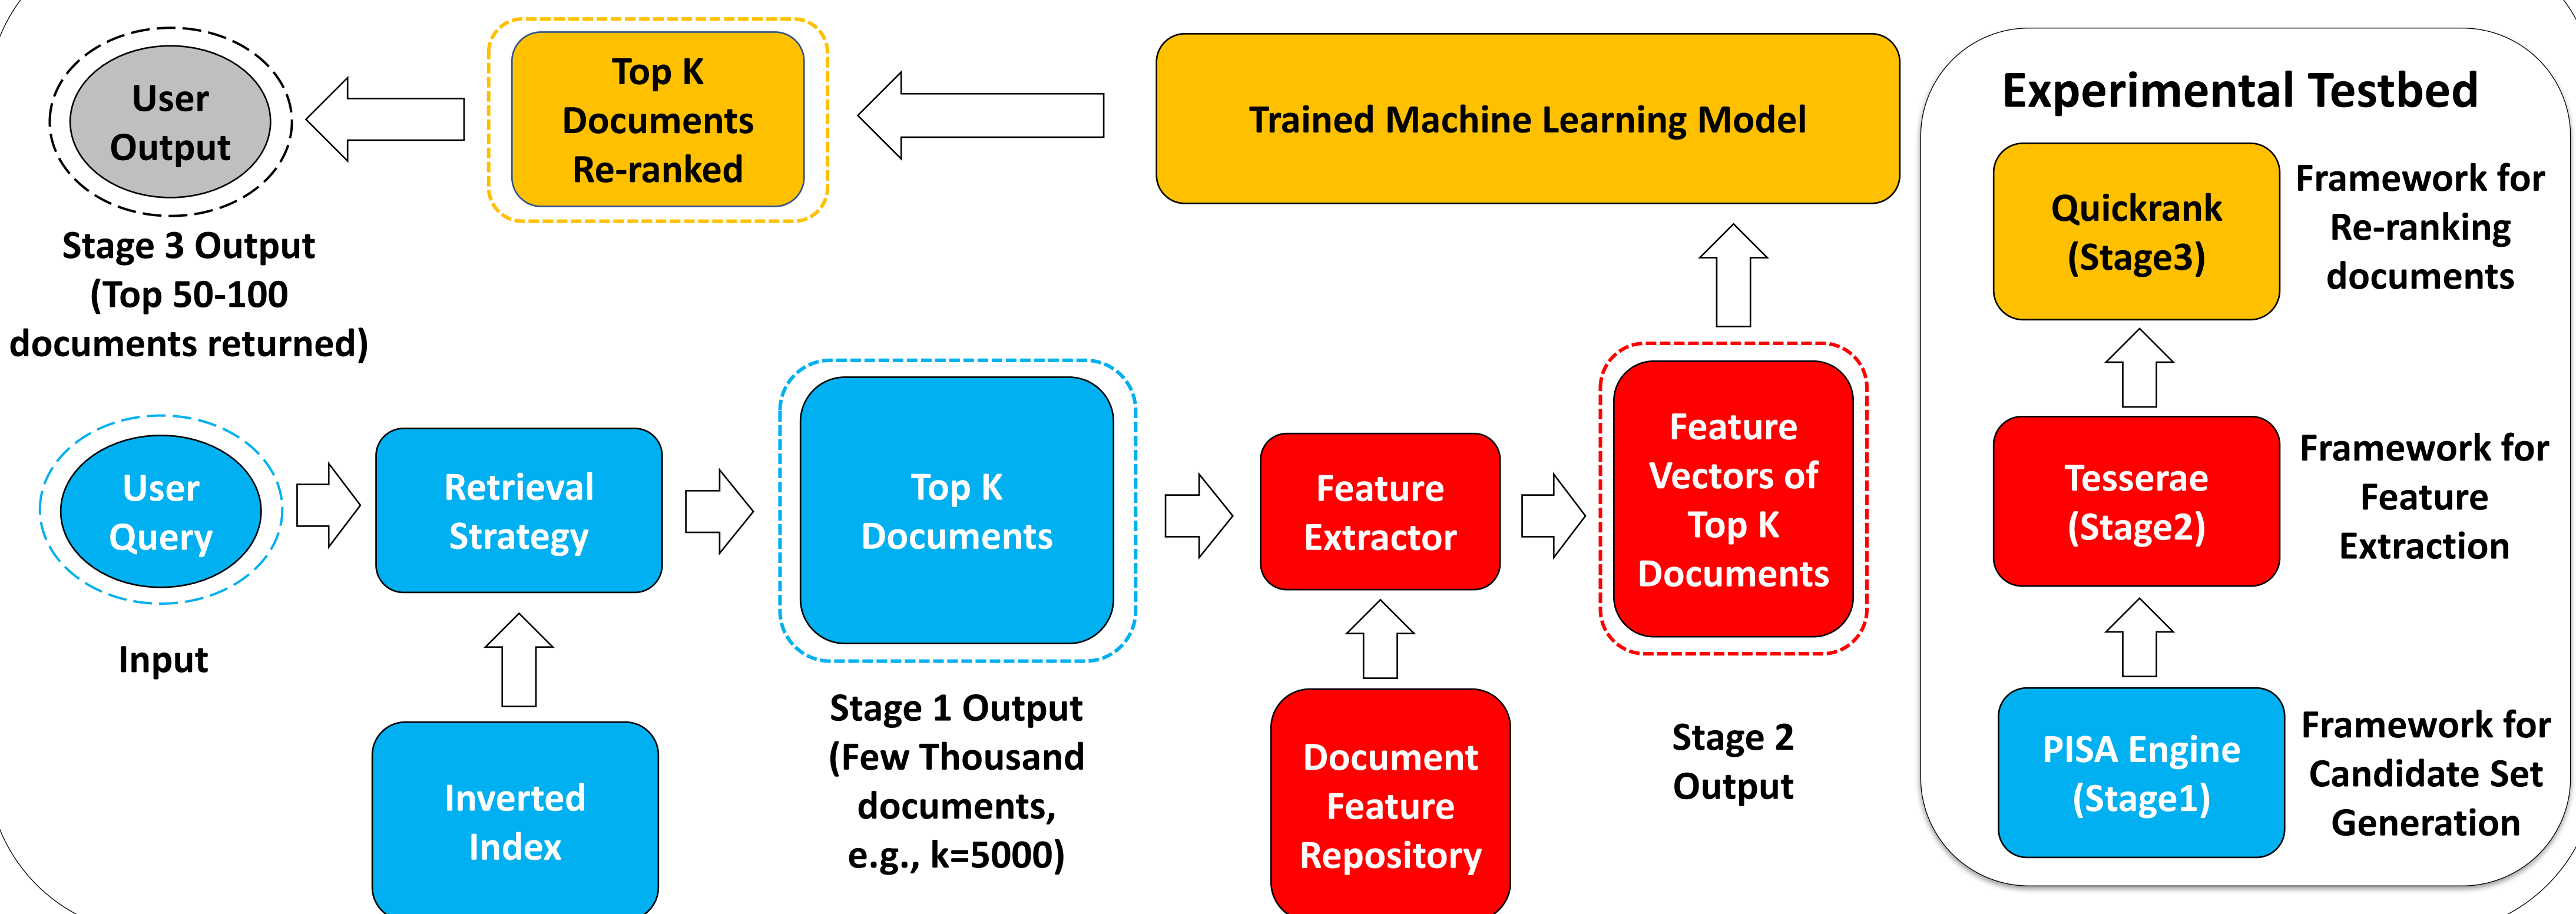 User
Output
Stage 3 Output
(Top 50-100
documents returned)
Top K
Documents
Re-ranked
Trained Machine Learning Model
User
Query
Input
Retrieval
Strategy
Inverted
Index
Top K
Documents
Stage 1 Output
(Few Thousand
documents,
e.g., k=5000)
Feature
Extractor
Document
Feature
Repository
Feature
Vectors of
Top K
Documents
Stage 2
Output
Experimental Testbed
Quickrank
(Stage3)
Framework for
Re-ranking
documents
Tesserae
(Stage2)
Framework for
Feature
Extraction
PISA Engine
(Stage1)
Framework for
Candidate Set
Generation